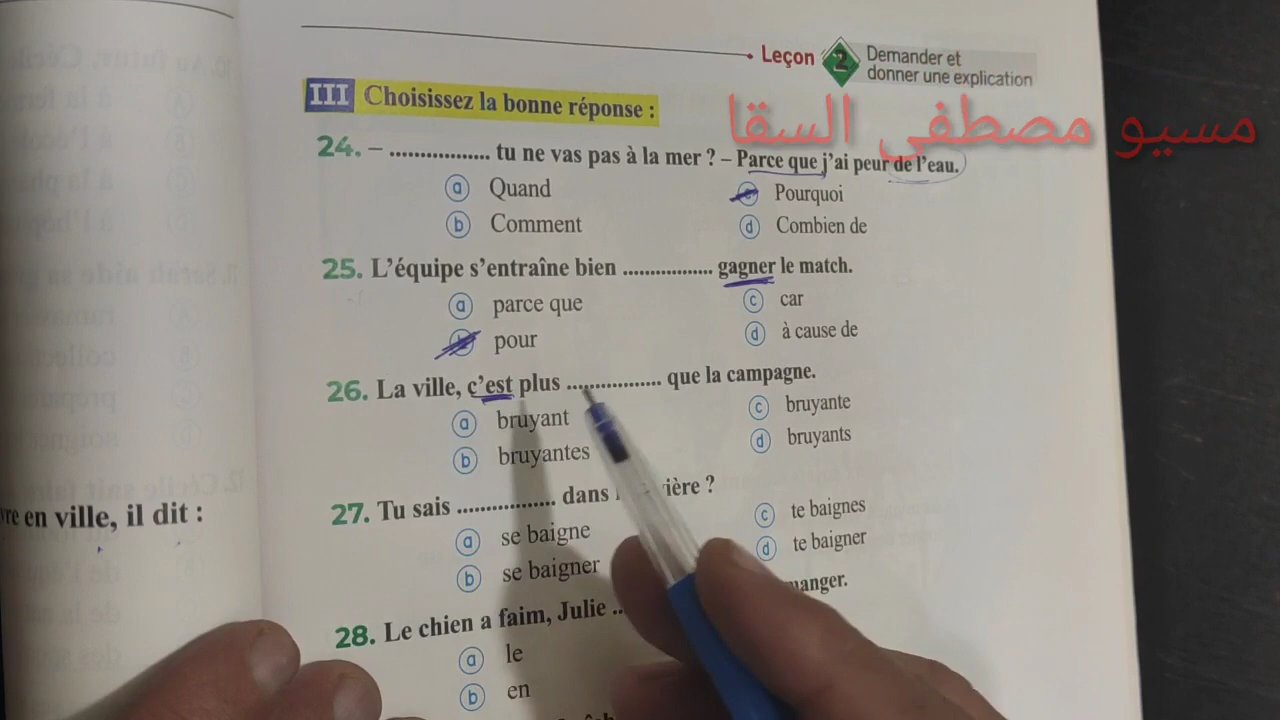 Leçon 2 Demander et
donner une explication
مسيو مصطفى السقا
III Choisissez la bonne réponse :
24. – ................. tu ne vas pas à la mer ? – Parce que j'ai peur de l'eau.
a Quand
c Pourquoi
b Comment
d Combien de
25. L'équipe s'entraîne bien ................. gagner le match.
a parce que
c car
b pour
d à cause de
26. La ville, c'est plus ................. que la campagne.
a bruyant
c bruyante
b bruyantes
d bruyants
27. Tu sais ................. dans ière ?
a se baigne
c te baignes
b se baigner
d te baigner
28. Le chien a faim, Julie .. manger.
a le
b en
vre en ville, il dit :